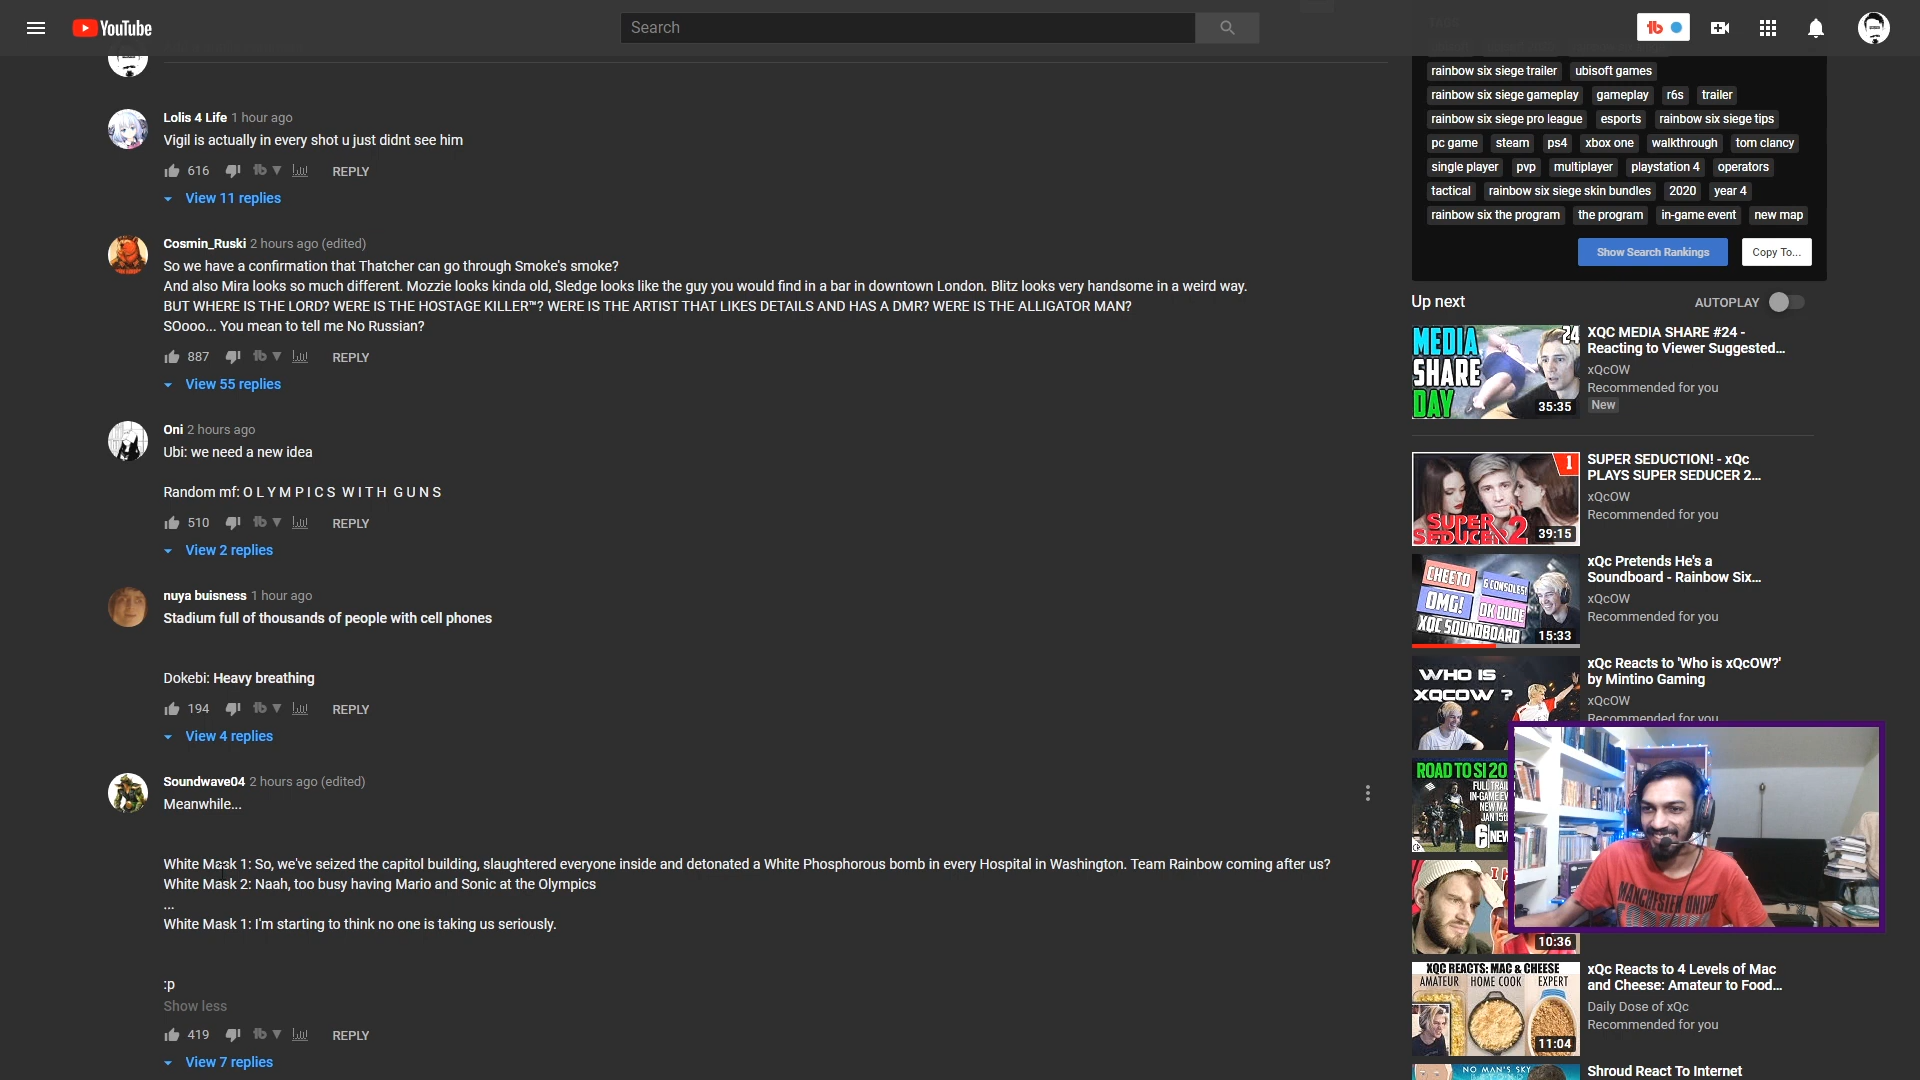 YouTube
Search
Lolis 4 Life 1 hour ago
Vigil is actually in every shot u just didnt see him
616 REPLY
View 11 replies
Cosmin_Ruski 2 hours ago (edited)
So we have a confirmation that Thatcher can go through Smoke's smoke?
And also Mira looks so much different. Mozzie looks kinda old, Sledge looks like the guy you would find in a bar in downtown London. Blitz looks very handsome in a weird way.
BUT WHERE IS THE LORD? WERE IS THE HOSTAGE KILLER™? WERE IS THE ARTIST THAT LIKES DETAILS AND HAS A DMR? WERE IS THE ALLIGATOR MAN?
SOooo... You mean to tell me No Russian?
887 REPLY
View 55 replies
Oni 2 hours ago
Ubi: we need a new idea
Random mf: O L Y M P I C S W I T H G U N S
510 REPLY
View 2 replies
nuya buisness 1 hour ago
Stadium full of thousands of people with cell phones
Dokebi: Heavy breathing
194 REPLY
View 4 replies
Soundwave04 2 hours ago (edited)
Meanwhile...
White Mask 1: So, we've seized the capitol building, slaughtered everyone inside and detonated a White Phosphorous bomb in every Hospital in Washington. Team Rainbow coming after us?
White Mask 2: Naah, too busy having Mario and Sonic at the Olympics
...
White Mask 1: I'm starting to think no one is taking us seriously.
:p
Show less
419 REPLY
View 7 replies
rainbow six siege trailer ubisoft games
rainbow six siege gameplay gameplay r6s trailer
rainbow six siege pro league esports rainbow six siege tips
pc game steam ps4 xbox one walkthrough tom clancy
single player pvp multiplayer playstation 4 operators
tactical rainbow six siege skin bundles 2020 year 4
rainbow six the program the program in-game event new map
Show Search Rankings Copy To...
Up next AUTOPLAY
MEDIA SHARE DAY 24 35:35
XQC MEDIA SHARE #24 -
Reacting to Viewer Suggested...
xQcOW
Recommended for you
New
SUPER SEDUCER 2 1 39:15
SUPER SEDUCTION! - xQc
PLAYS SUPER SEDUCER 2...
xQcOW
Recommended for you
CHEETO 6 CONSOLES! OMG! OK DUDE XQC SOUNDBOARD 15:33
xQc Pretends He's a
Soundboard - Rainbow Six...
xQcOW
Recommended for you
WHO IS XQCOW ?
xQc Reacts to 'Who is xQcOW?'
by Mintino Gaming
xQcOW
Recommended for you
ROAD TO SI 20
MANCHESTER UNITED
10:36
XQC REACTS: MAC & CHEESE
AMATEUR HOME COOK EXPERT
11:04
xQc Reacts to 4 Levels of Mac
and Cheese: Amateur to Food...
Daily Dose of xQc
Recommended for you
NO MAN'S SKY
Shroud React To Internet